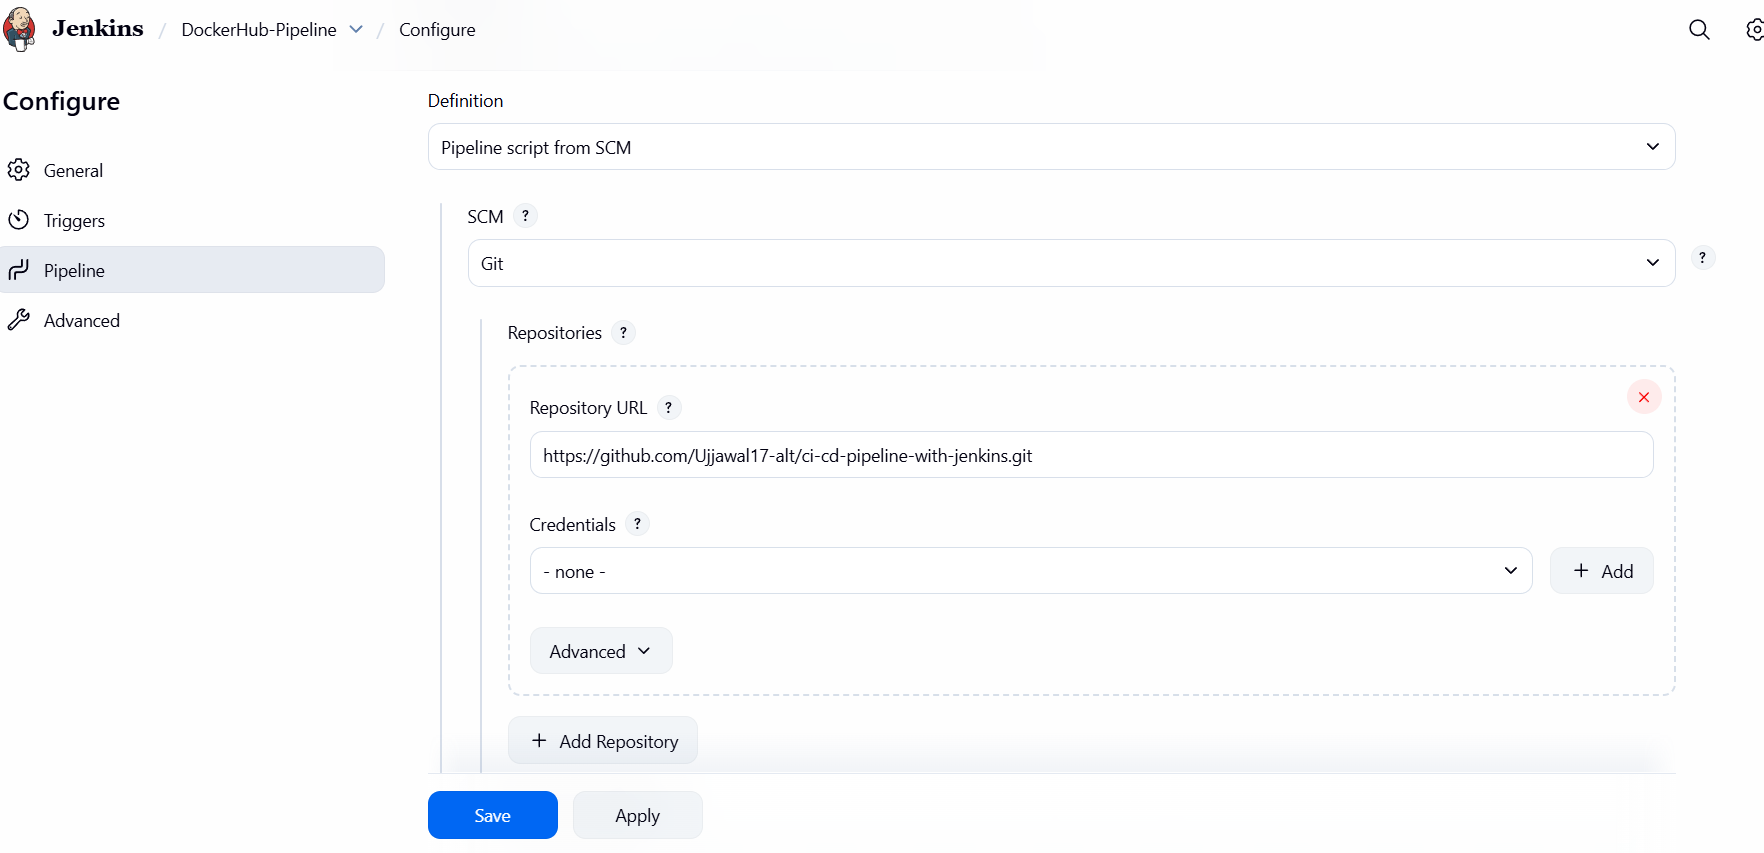 Jenkins / DockerHub-Pipeline / Configure
Configure
General
Triggers
Pipeline
Advanced
Definition
Pipeline script from SCM
SCM ?
Git
?
Repositories ?
Repository URL ?
https://github.com/Ujjawal17-alt/ci-cd-pipeline-with-jenkins.git
Credentials ?
- none -
+ Add
Advanced
+ Add Repository
Save
Apply